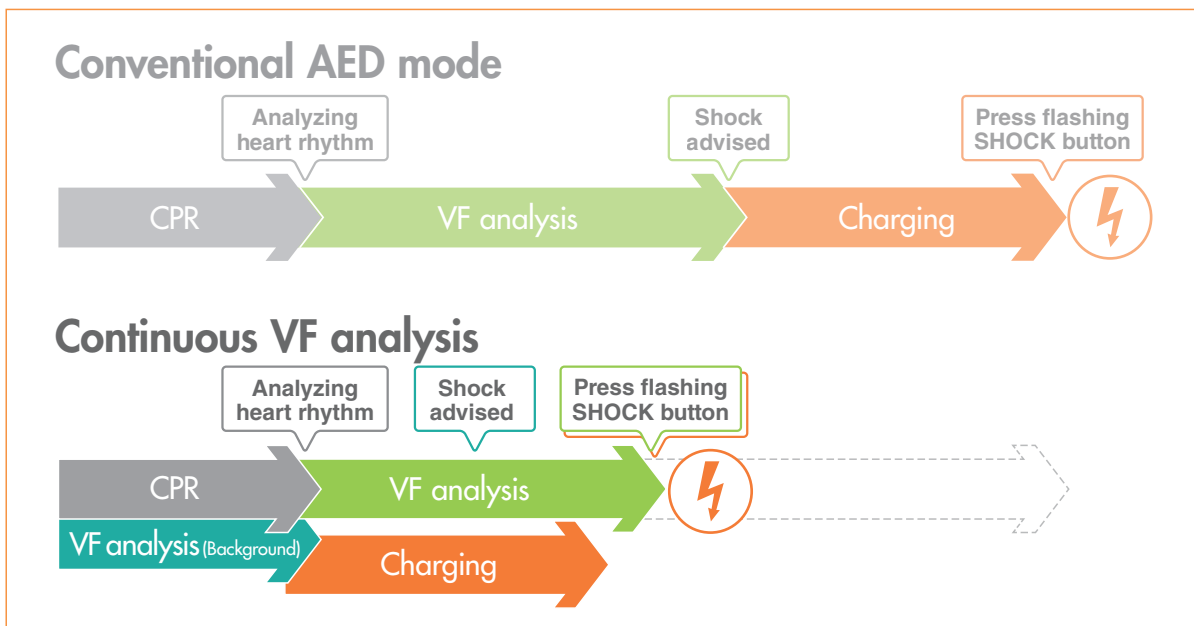 Conventional AED mode
Analyzing
heart rhythm
Shock
advised
Press flashing
SHOCK button
CPR
VF analysis
Charging
Continuous VF analysis
Analyzing
heart rhythm
Shock
advised
Press flashing
SHOCK button
CPR
VF analysis
VF analysis (Background)
Charging